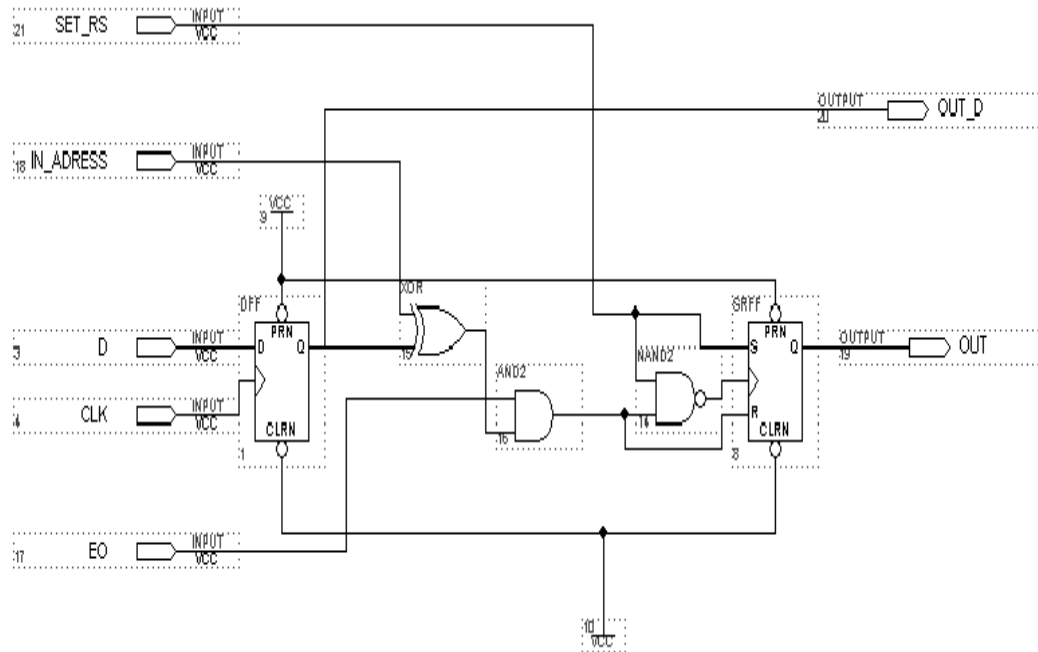 21 SET_RS INPUT VCC
OUTPUT 20 OUT_D
18 IN_ADRESS INPUT VCC
9 VCC
DFF
XOR
SRFF
PRN
PRN
3 D INPUT VCC
D Q
15
NAND2
S Q
OUTPUT 19 OUT
AND2
4 CLK INPUT VCC
14
R
CLRN
CLRN
16
1
8
17 EO INPUT VCC
10 VCC